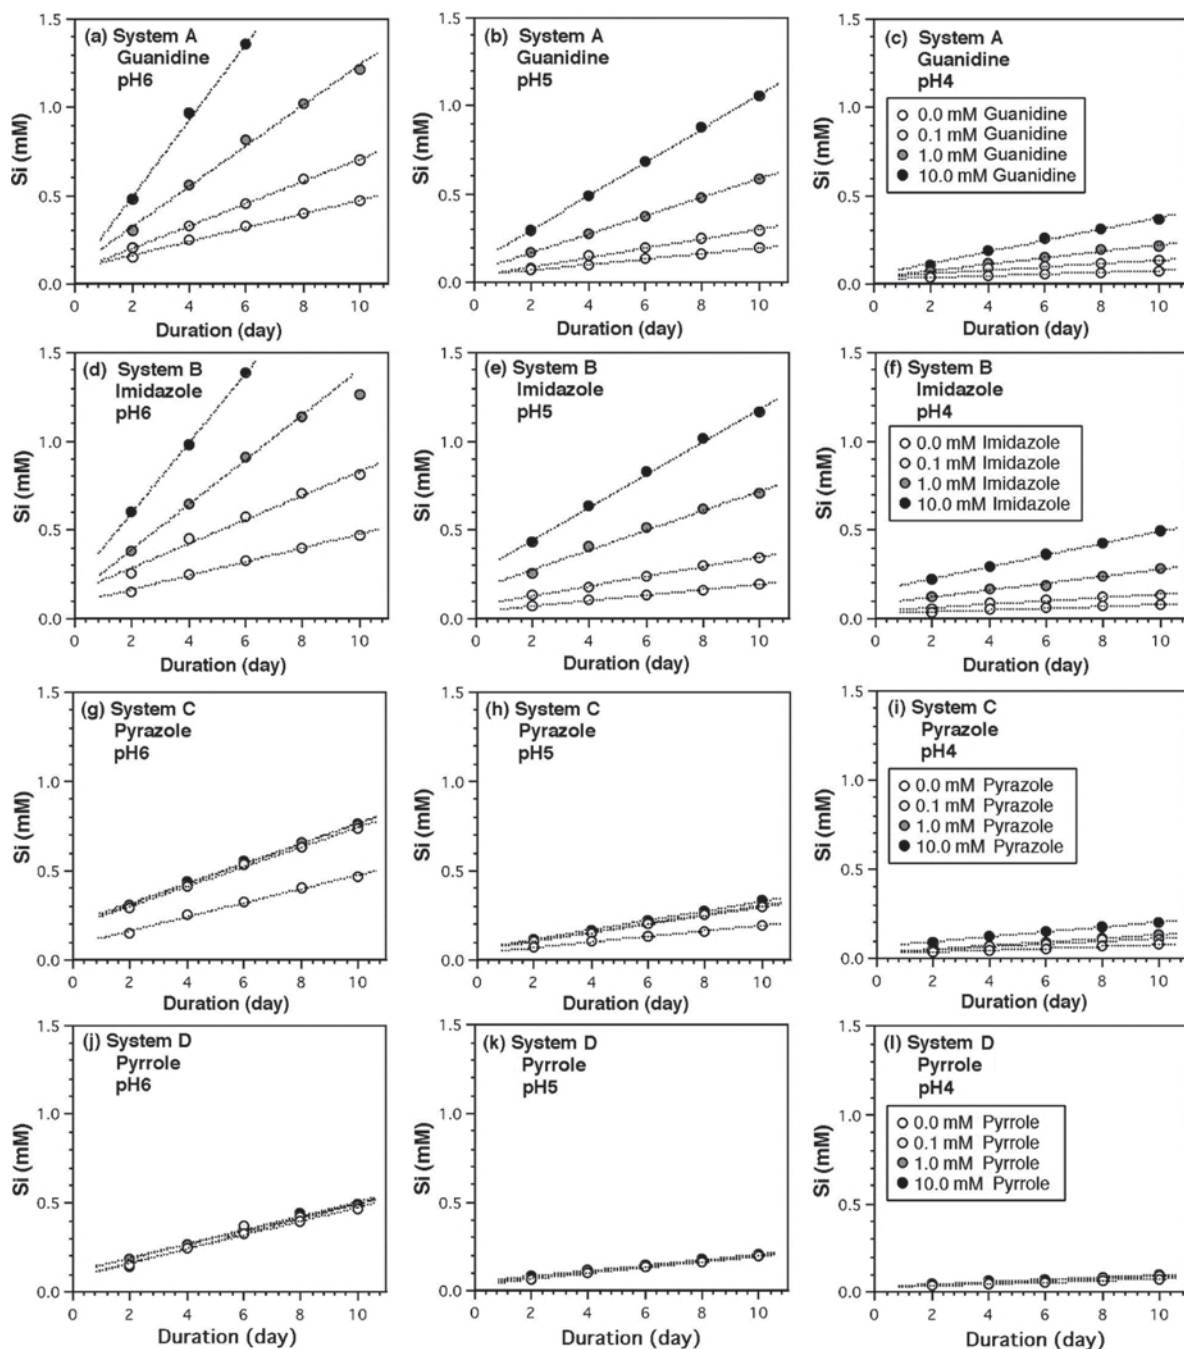 (a) System A
Guanidine
pH6
1.5
1.0
0.5
0.0
Si (mM)
0 2 4 6 8 10
Duration (day)
(b) System A
Guanidine
pH5
1.5
1.0
0.5
0.0
Si (mM)
0 2 4 6 8 10
Duration (day)
(c) System A
Guanidine
pH4
0.0 mM Guanidine
0.1 mM Guanidine
1.0 mM Guanidine
10.0 mM Guanidine
1.5
1.0
0.5
0.0
Si (mM)
0 2 4 6 8 10
Duration (day)
(d) System B
Imidazole
pH6
1.5
1.0
0.5
0.0
Si (mM)
0 2 4 6 8 10
Duration (day)
(e) System B
Imidazole
pH5
1.5
1.0
0.5
0.0
Si (mM)
0 2 4 6 8 10
Duration (day)
(f) System B
Imidazole
pH4
0.0 mM Imidazole
0.1 mM Imidazole
1.0 mM Imidazole
10.0 mM Imidazole
1.5
1.0
0.5
0.0
Si (mM)
0 2 4 6 8 10
Duration (day)
(g) System C
Pyrazole
pH6
1.5
1.0
0.5
0.0
Si (mM)
0 2 4 6 8 10
Duration (day)
(h) System C
Pyrazole
pH5
1.5
1.0
0.5
0.0
Si (mM)
0 2 4 6 8 10
Duration (day)
(i) System C
Pyrazole
pH4
0.0 mM Pyrazole
0.1 mM Pyrazole
1.0 mM Pyrazole
10.0 mM Pyrazole
1.5
1.0
0.5
0.0
Si (mM)
0 2 4 6 8 10
Duration (day)
(j) System D
Pyrrole
pH6
1.5
1.0
0.5
0.0
Si (mM)
0 2 4 6 8 10
Duration (day)
(k) System D
Pyrrole
pH5
1.5
1.0
0.5
0.0
Si (mM)
0 2 4 6 8 10
Duration (day)
(l) System D
Pyrrole
pH4
0.0 mM Pyrrole
0.1 mM Pyrrole
1.0 mM Pyrrole
10.0 mM Pyrrole
1.5
1.0
0.5
0.0
Si (mM)
0 2 4 6 8 10
Duration (day)